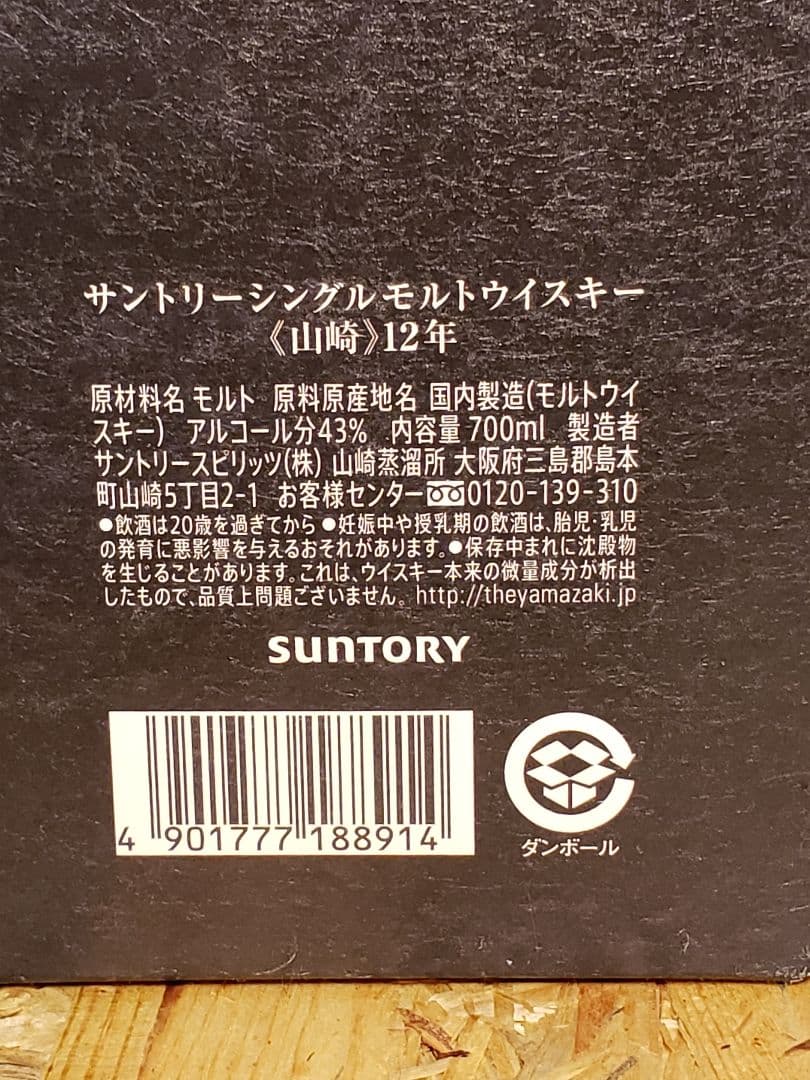 サントリーシングルモルトウイスキー
《山崎》12年
原材料名 モルト 原料原産地名 国内製造(モルトウイ
スキー) アルコール分43% 内容量 700ml 製造者
サントリースピリッツ(株) 山崎蒸溜所 大阪府三島郡島本
町山崎5丁目2-1 お客様センター 0120-139-310
●飲酒は20歳を過ぎてから ●妊娠中や授乳期の飲酒は、胎児・乳児
の発育に悪影響を与えるおそれがあります。●保存中まれに沈殿物
を生じることがあります。これは、ウイスキー本来の微量成分が析出
したもので、品質上問題ございません。 http://theyamazaki.jp
SUNTORY
4 901777 188914
ダンボール